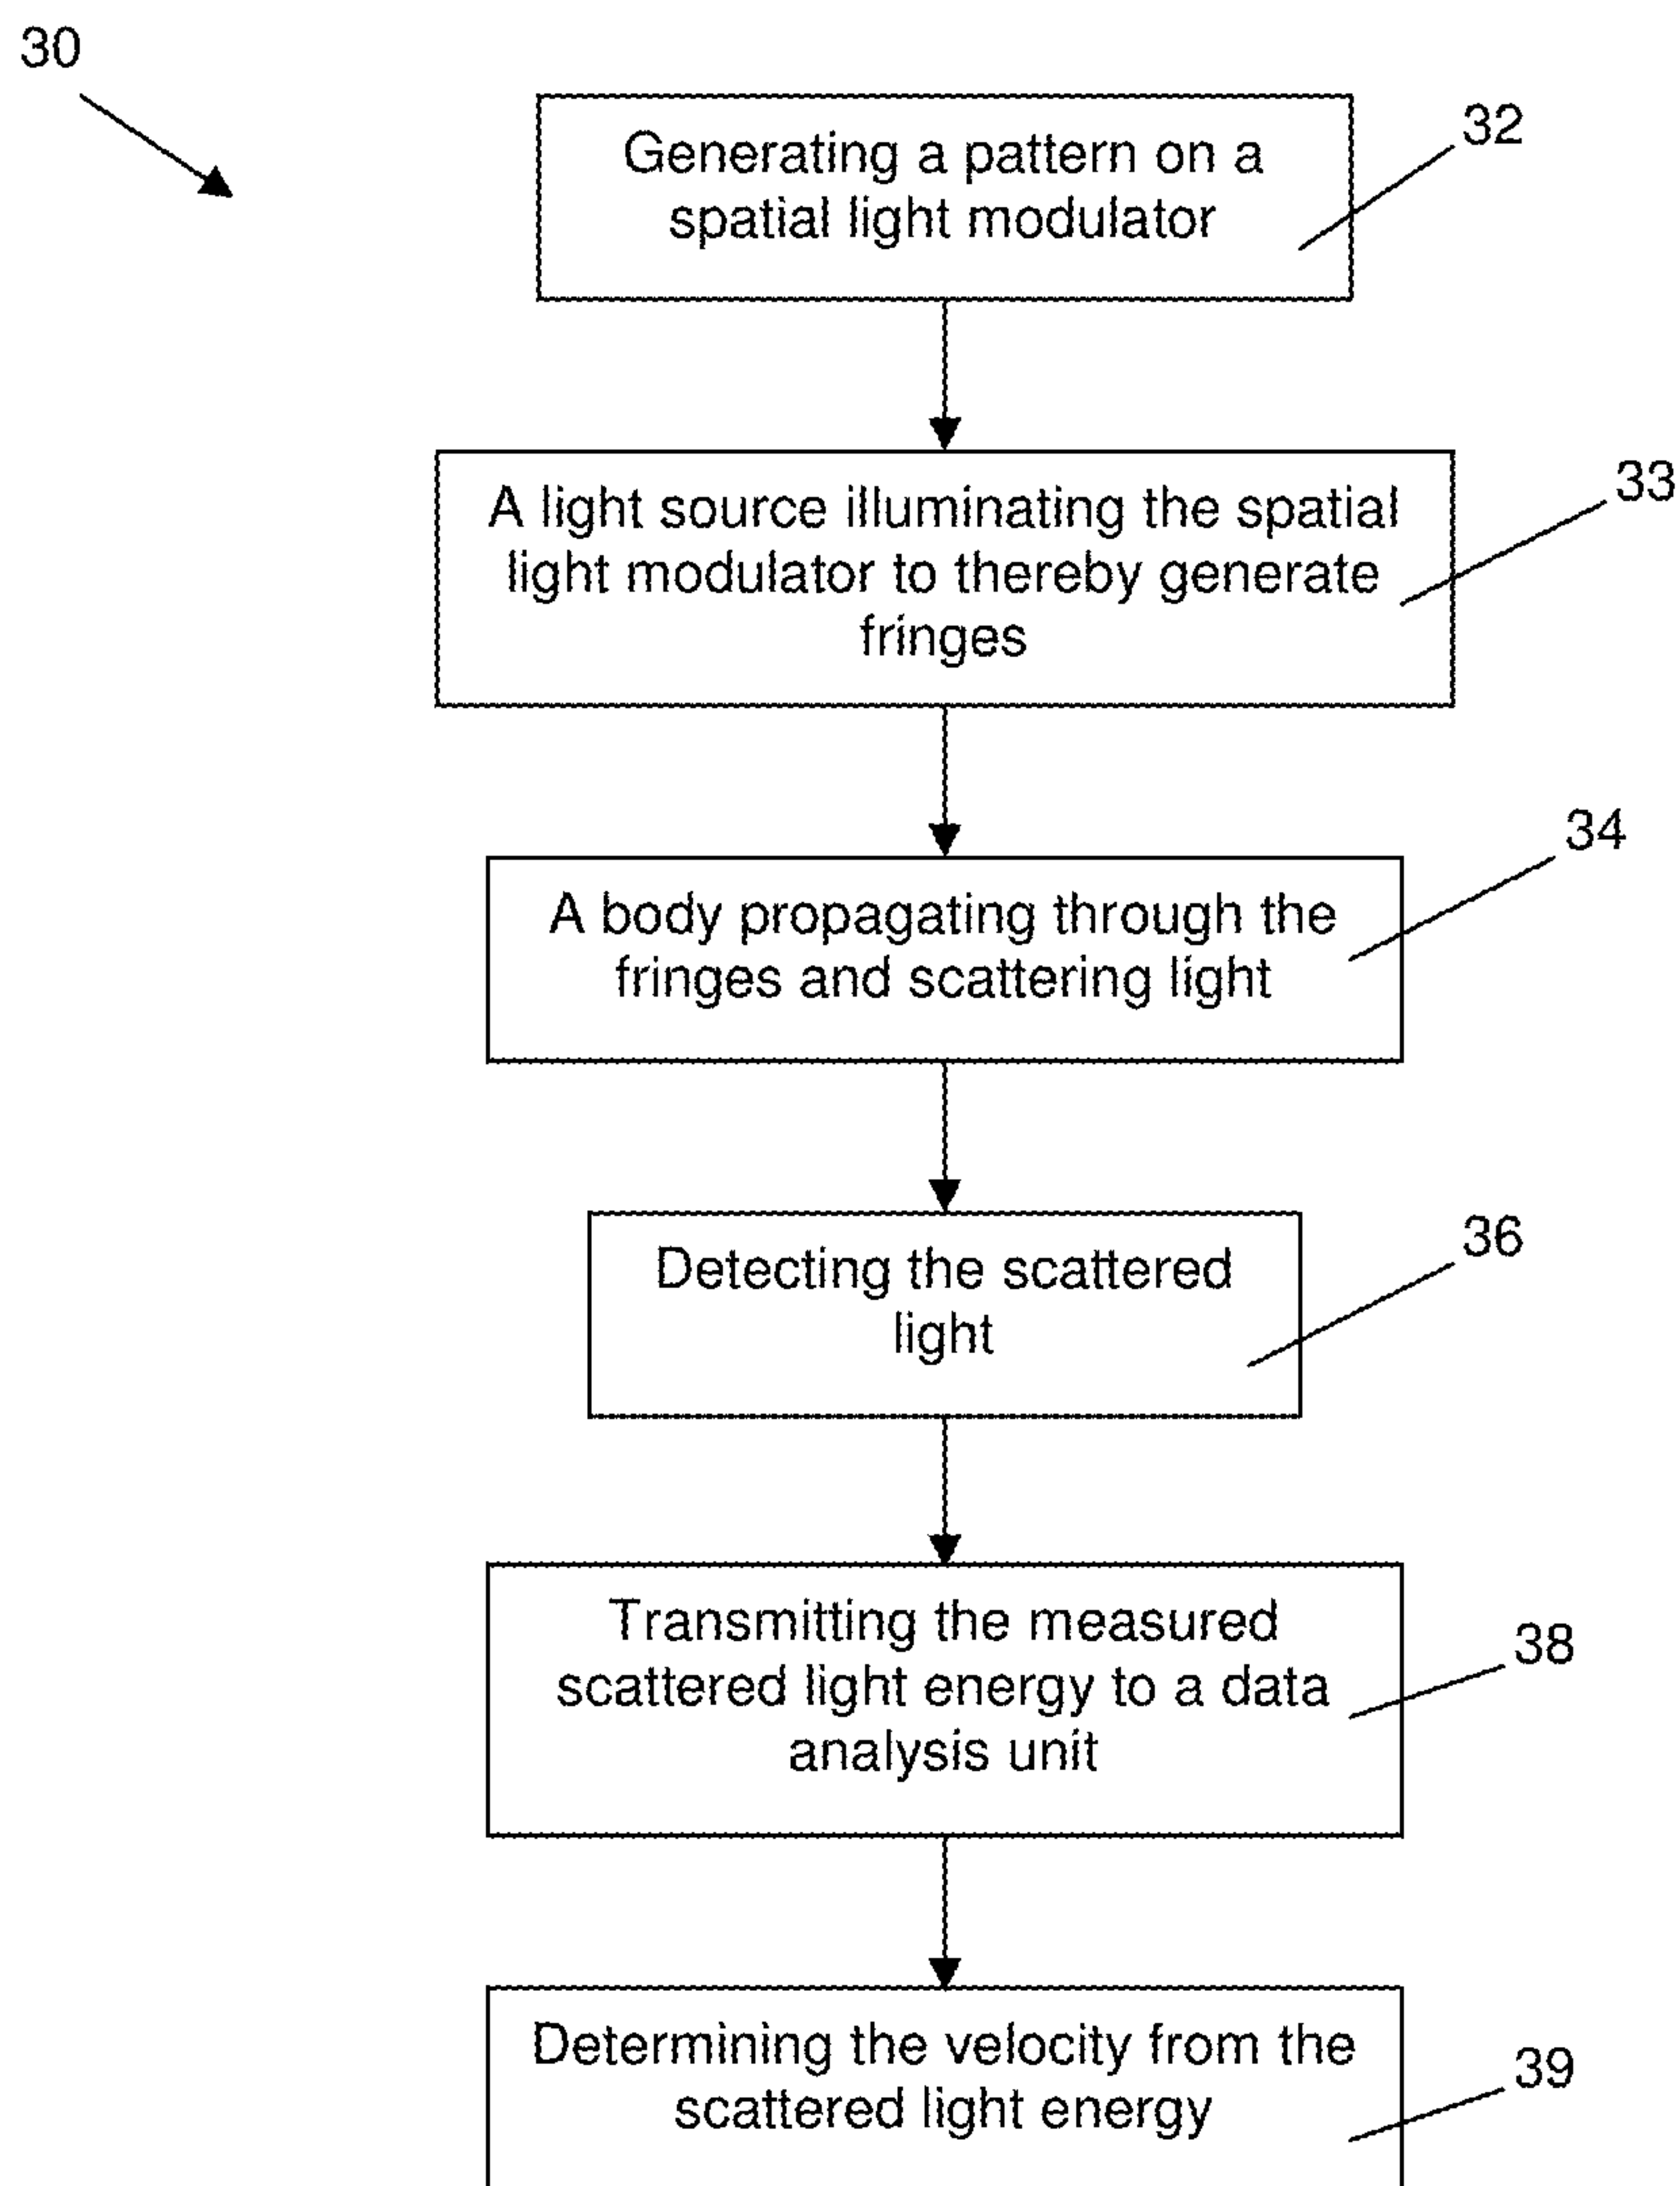 30
Generating a pattern on a
spatial light modulator
32
A light source illuminating the spatial
light modulator to thereby generate
fringes
33
A body propagating through the
fringes and scattering light
34
Detecting the scattered
light
36
Transmitting the measured
scattered light energy to a data
analysis unit
38
Determining the velocity from the
scattered light energy
39